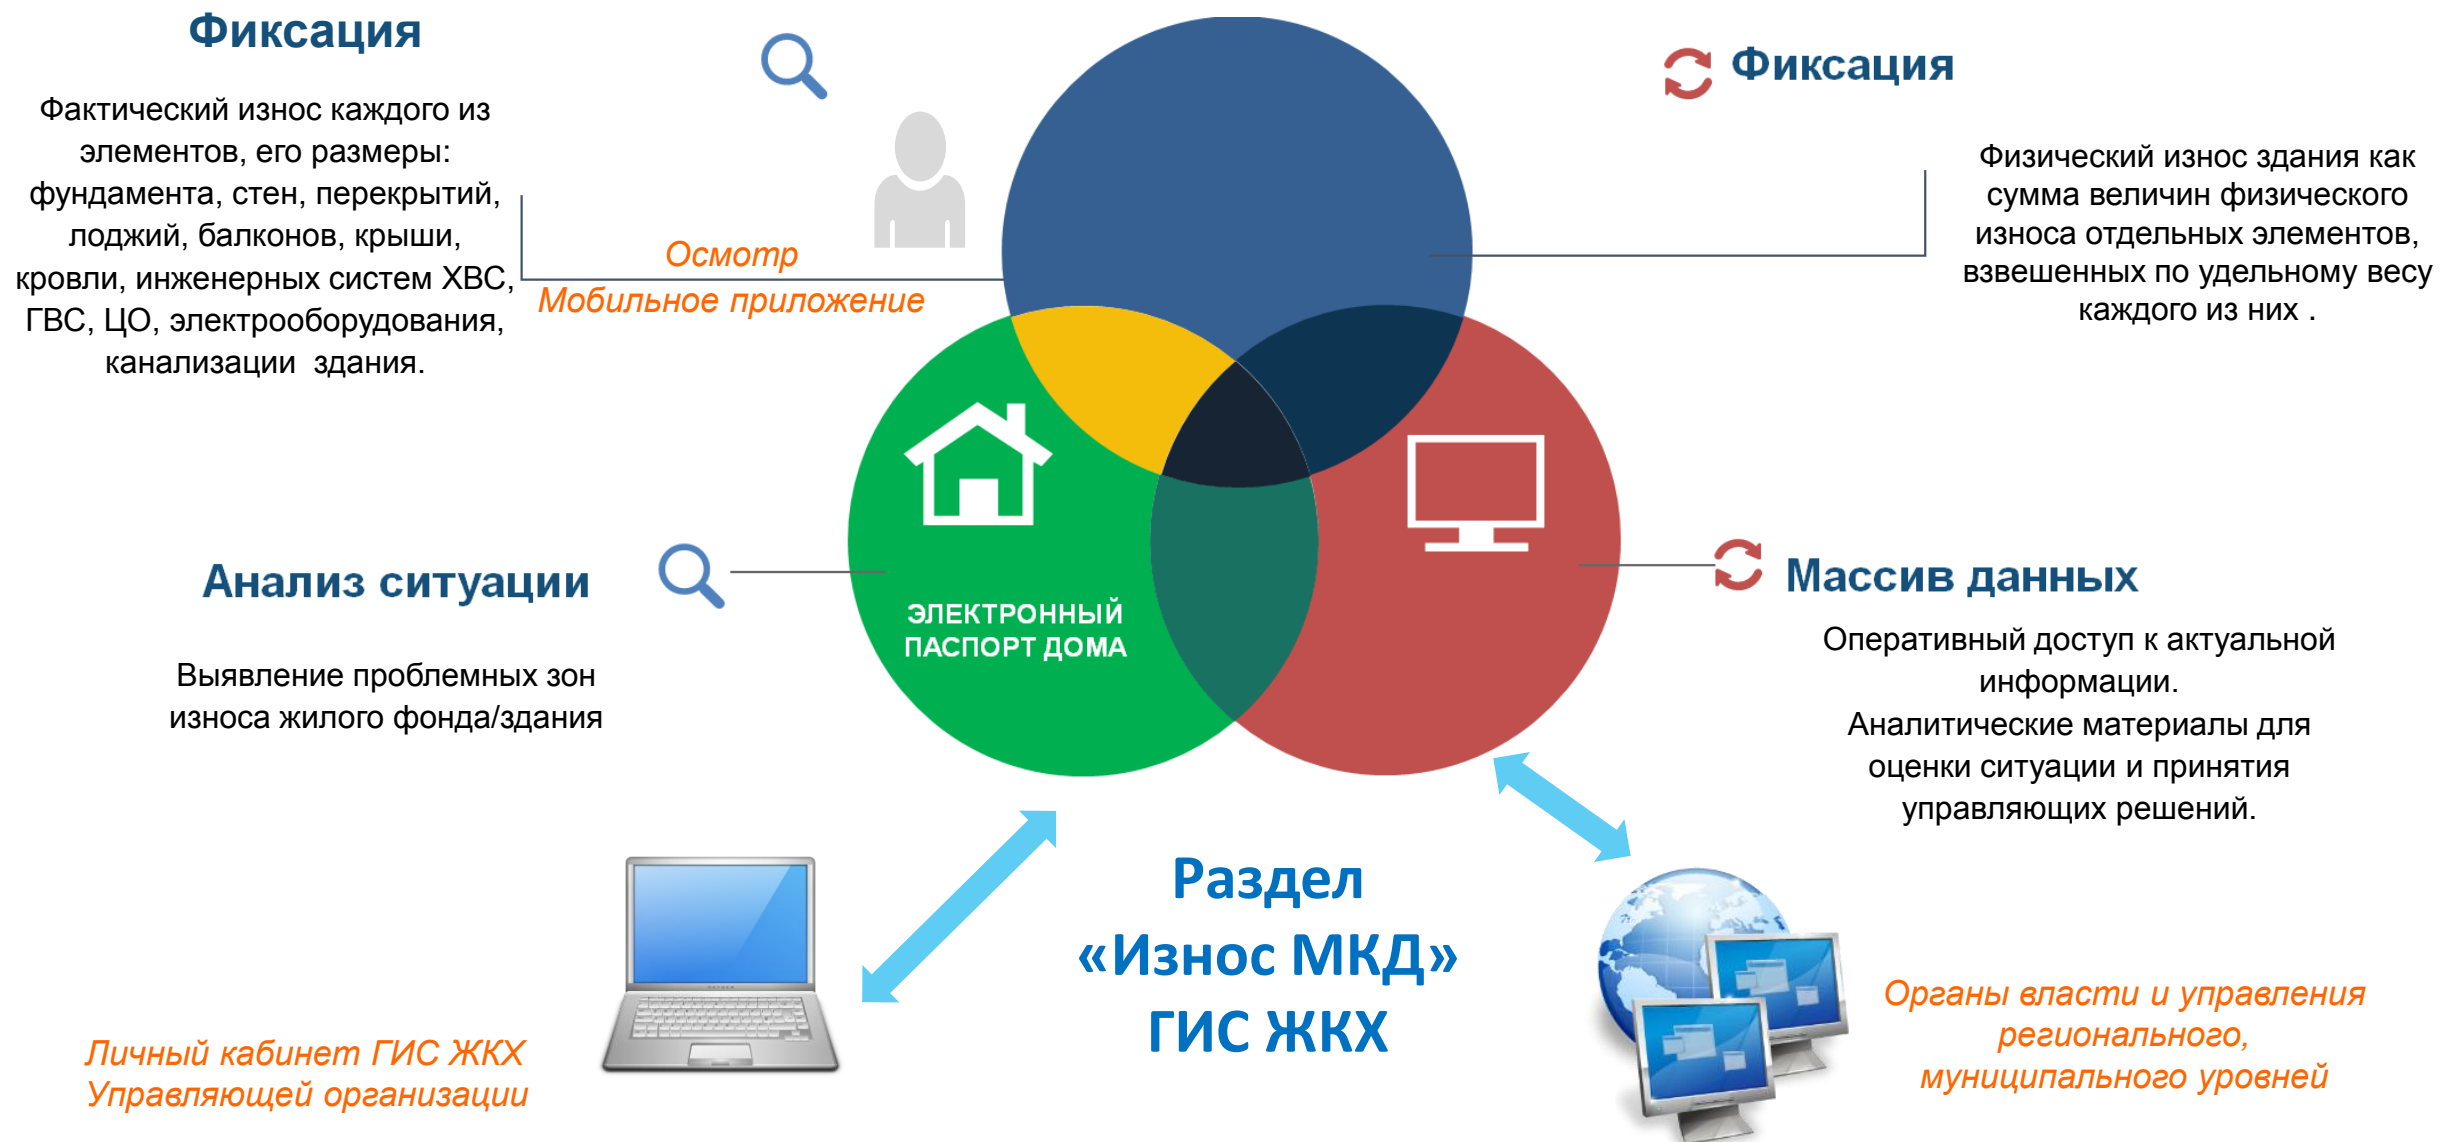 Фиксация
Фактический износ каждого из
элементов, его размеры:
фундамента, стен, перекрытий,
лоджий, балконов, крыши,
кровли, инженерных систем ХВС,
ГВС, ЦО, электрооборудования,
канализации здания.
Осмотр
Мобильное приложение
Фиксация
Физический износ здания как
сумма величин физического
износа отдельных элементов,
взвешенных по удельному весу
каждого из них .
Анализ ситуации
Выявление проблемных зон
износа жилого фонда/здания
ЭЛЕКТРОННЫЙ
ПАСПОРТ ДОМА
Массив данных
Оперативный доступ к актуальной
информации.
Аналитические материалы для
оценки ситуации и принятия
управляющих решений.
Раздел
«Износ МКД»
ГИС ЖКХ
Личный кабинет ГИС ЖКХ
Управляющей организации
Органы власти и управления
регионального,
муниципального уровней